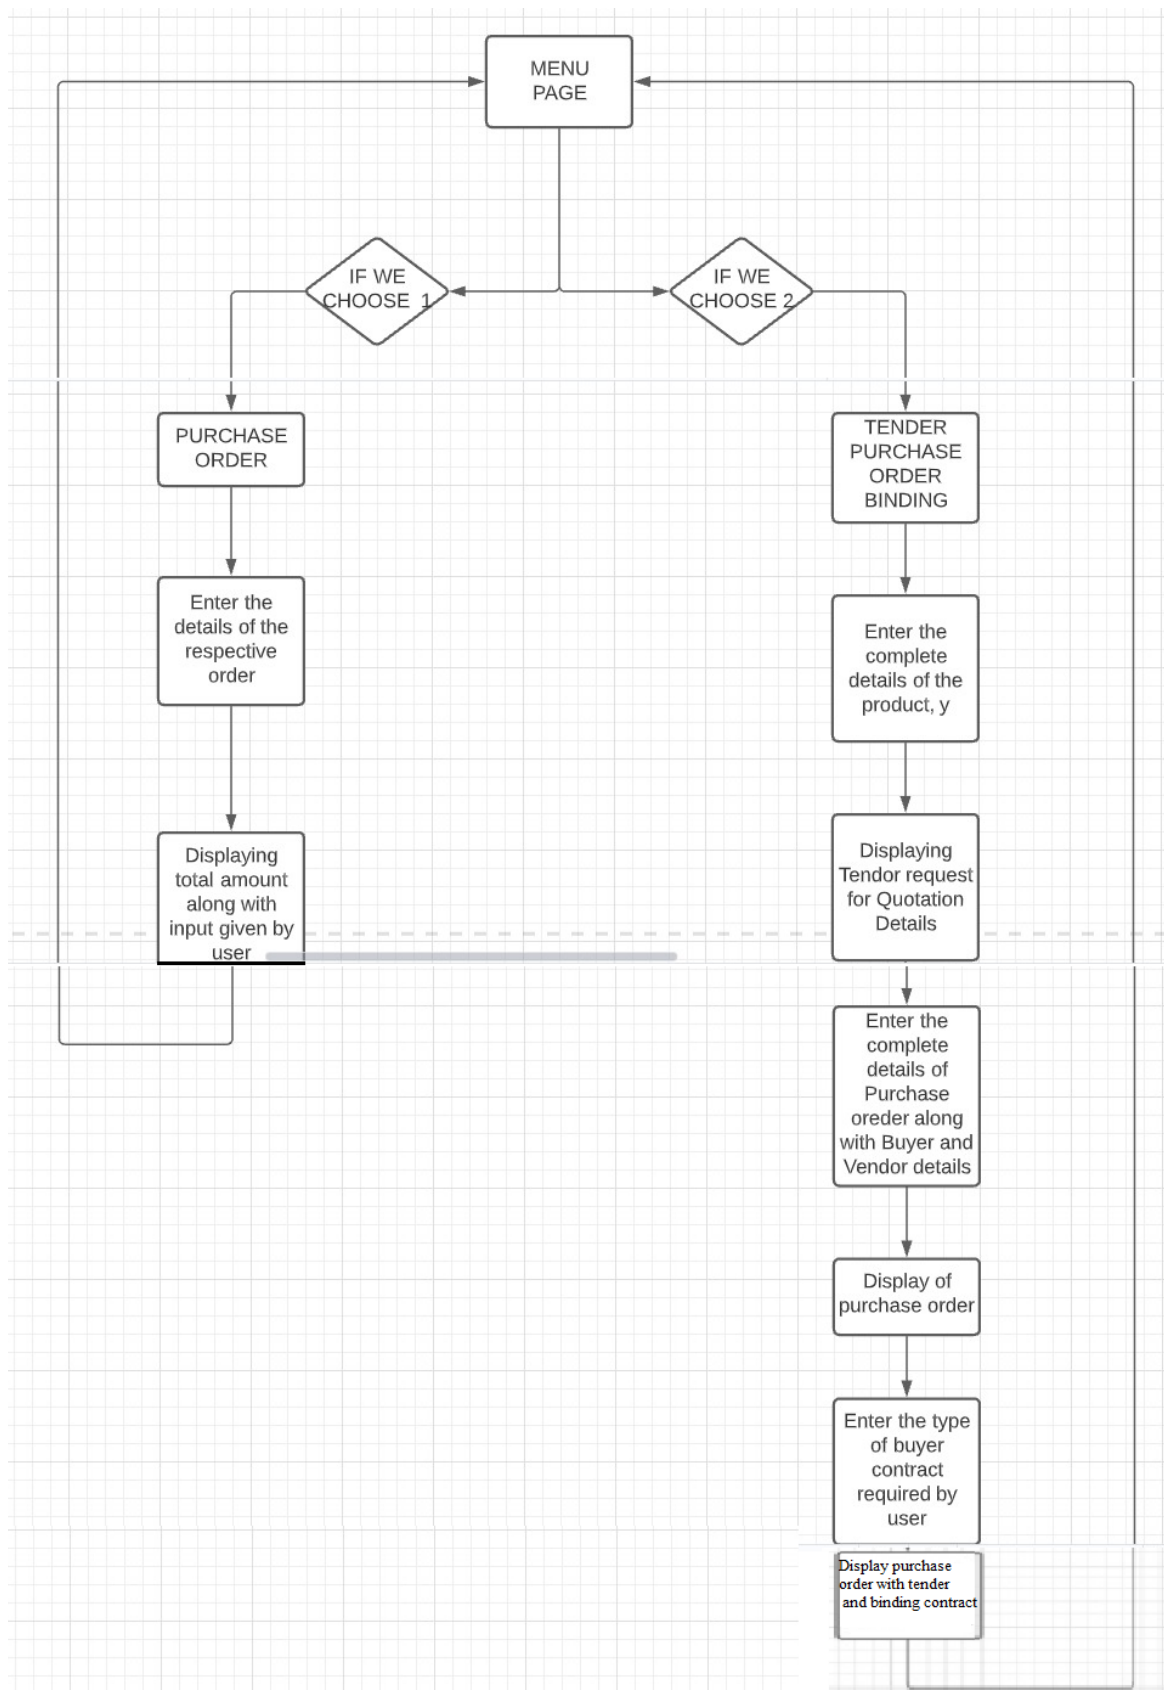 MENU
PAGE
IF WE
CHOOSE 1
IF WE
CHOOSE 2
PURCHASE
ORDER
Enter the
details of the
respective
order
Displaying
total amount
along with
input given by
user
TENDER
PURCHASE
ORDER
BINDING
Enter the
complete
details of the
product, y
Displaying
Tendor request
for Quotation
Details
Enter the
complete
details of
Purchase
oreder along
with Buyer and
Vendor details
Display of
purchase order
Enter the type
of buyer
contract
required by
user
Display purchase
order with tender
and binding contract